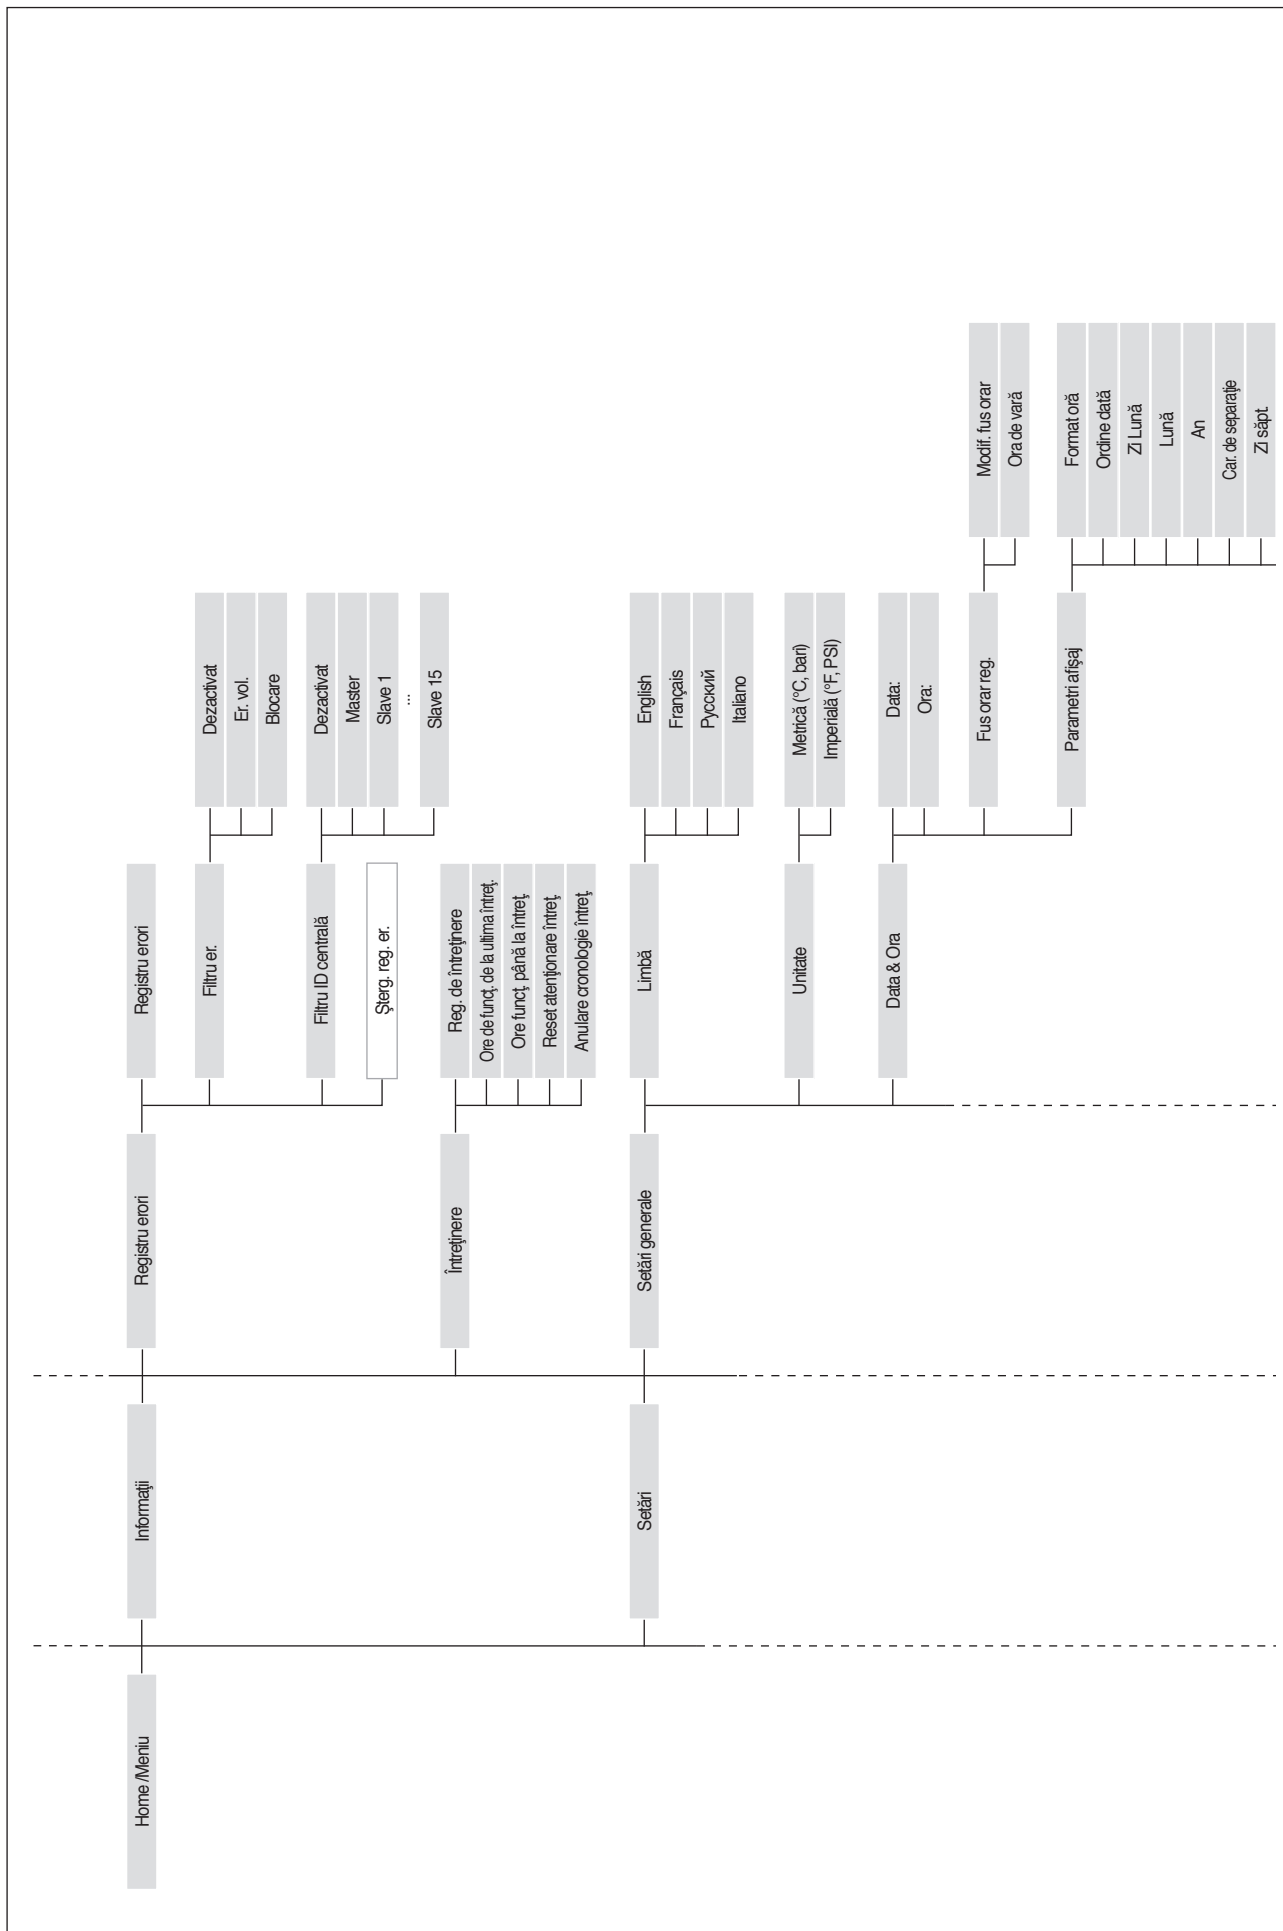 Home /Meniu
Informaţii
Registru erori
Registru erori
Filtru er.
Dezactivat
Er. vol.
Blocare
Filtru ID centrală
Dezactivat
Master
Slave 1
...
Slave 15
Şterg. reg. er.
Întreţinere
Reg. de întreţinere
Ore de funcţ. de la ultima întreţ.
Ore funcţ. până la întreţ.
Reset atenţionare întreţ.
Anulare cronologie întreţ.
Setări
Setări generale
Limbă
English
Français
Русский
Italiano
Unitate
Metrică (°C, bari)
Imperială (°F, PSI)
Data & Ora
Data:
Ora:
Fus orar reg.
Modif. fus orar
Ora de vară
Parametri afişaj
Format oră
Ordine dată
Zi Lună
Lună
An
Car. de separaţie
Zi săpt.